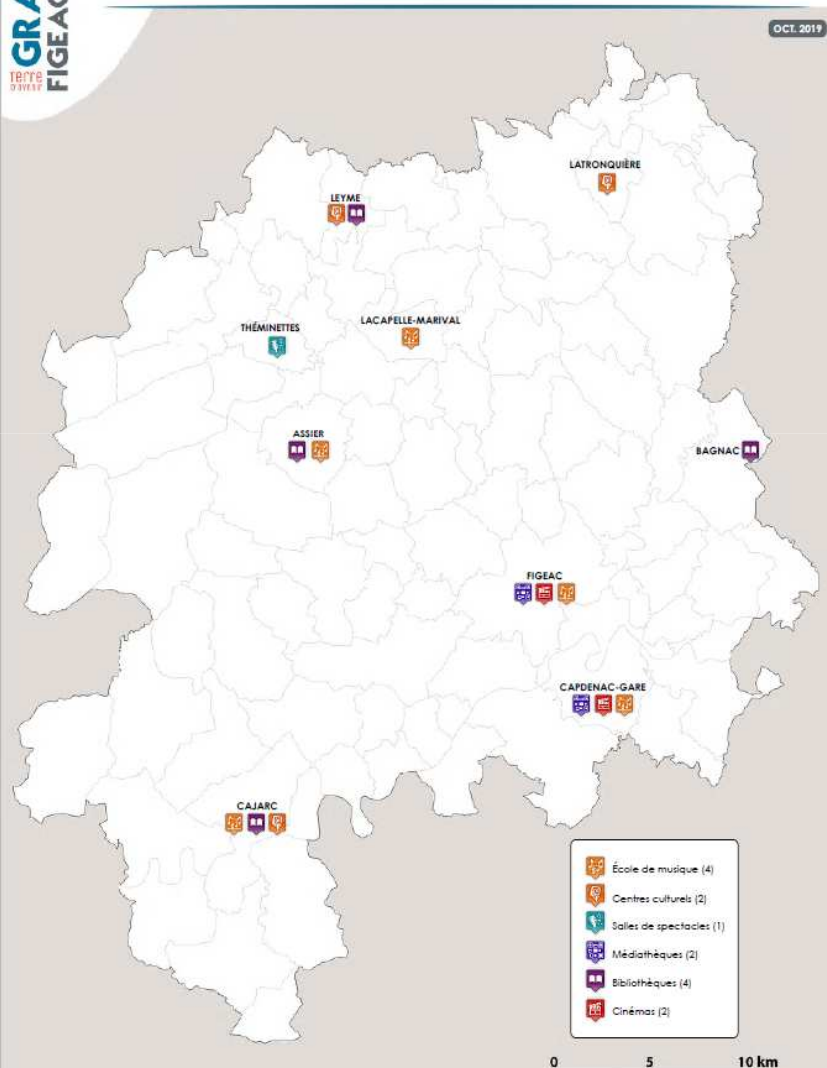 GRA
FIGEAC
Terre
d'avenir
OCT. 2019
LATRONQUIÈRE
LEYME
LACAPELLE-MARIVAL
THÉMINETTES
ASSIER
BAGNAC
FIGEAC
CAPDENAC-GARE
CAJARC
École de musique (4)
Centres culturels (2)
Salles de spectacles (1)
Médiathèques (2)
Bibliothèques (4)
Cinémas (2)
0 5 10 km